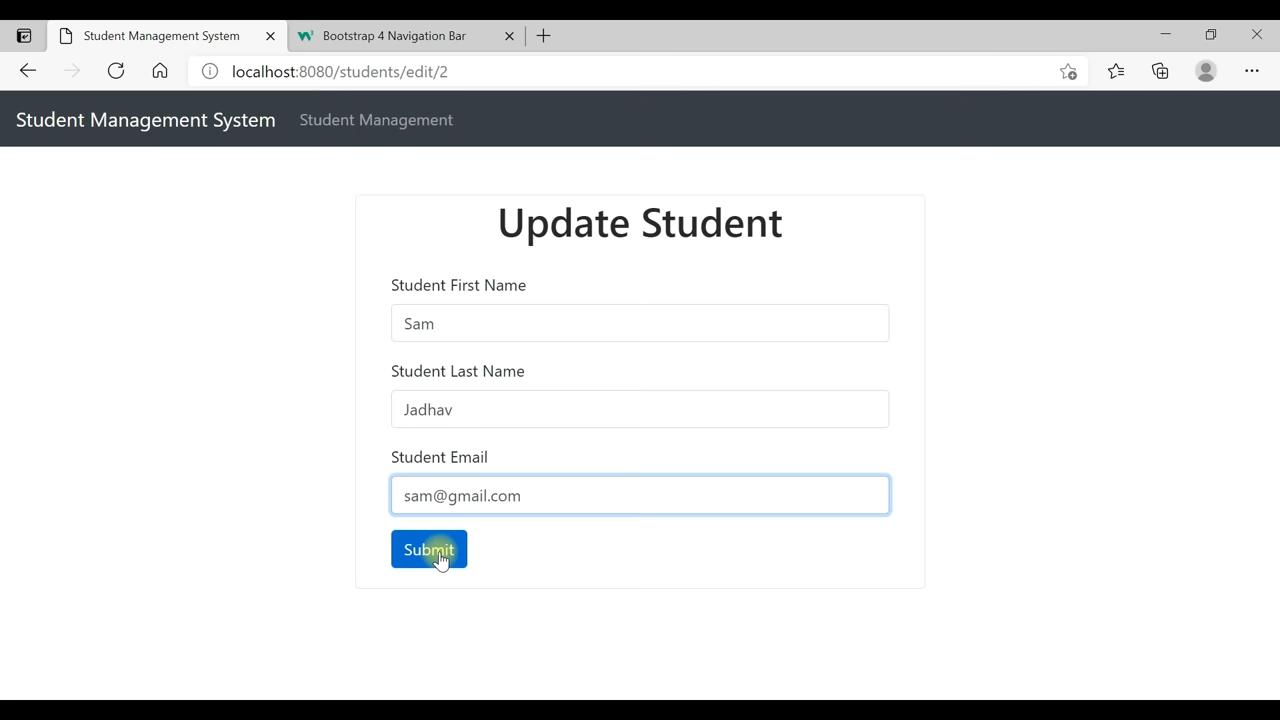 Student Management System
Bootstrap 4 Navigation Bar
localhost:8080/students/edit/2
Student Management System Student Management
Update Student
Student First Name
Sam
Student Last Name
Jadhav
Student Email
sam@gmail.com
Submit